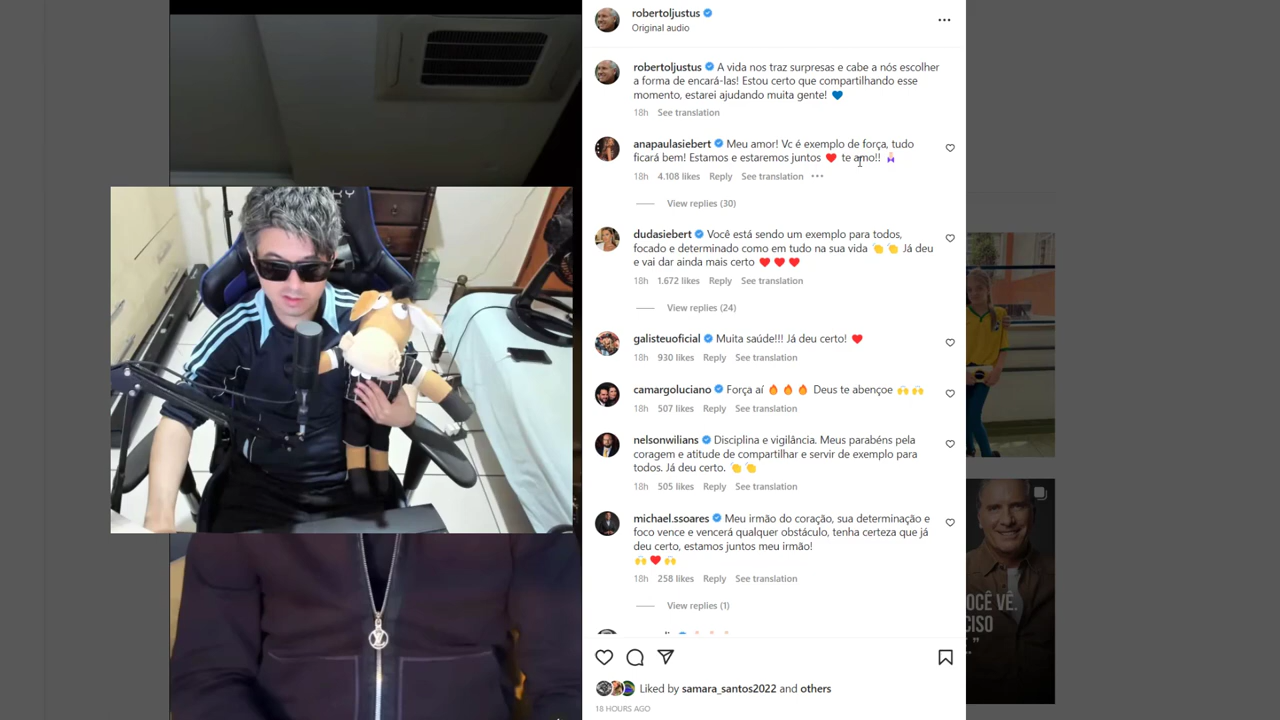 robertoljustus
Original audio
robertoljustus A vida nos traz surpresas e cabe a nós escolher
a forma de encará-las! Estou certo que compartilhando esse
momento, estarei ajudando muita gente! 💙
18h See translation
anapaulasiebert Meu amor! Vc é exemplo de força, tudo
ficará bem! Estamos e estaremos juntos ❤️ te amo!! 🧘🏻‍♀️
18h 4.108 likes Reply See translation
View replies (30)
dudasiebert Você está sendo um exemplo para todos,
focado e determinado como em tudo na sua vida 👏 👏 Já deu
e vai dar ainda mais certo ❤️ ❤️ ❤️
18h 1.672 likes Reply See translation
View replies (24)
galisteuoficial Muita saúde!!! Já deu certo! ❤️
18h 930 likes Reply See translation
camargoluciano Força aí 🔥 🔥 🔥 Deus te abençoe 🙌 🙌
18h 507 likes Reply See translation
nelsonwilians Disciplina e vigilância. Meus parabéns pela
coragem e atitude de compartilhar e servir de exemplo para
todos. Já deu certo. 👏 👏
18h 505 likes Reply See translation
michael.ssoares Meu irmão do coração, sua determinação e
foco vence e vencerá qualquer obstáculo, tenha certeza que já
deu certo, estamos juntos meu irmão!
🙌 ❤️ 🙌
18h 258 likes Reply See translation
View replies (1)
Liked by samara_santos2022 and others
18 HOURS AGO
OCÊ VÊ.
CISO